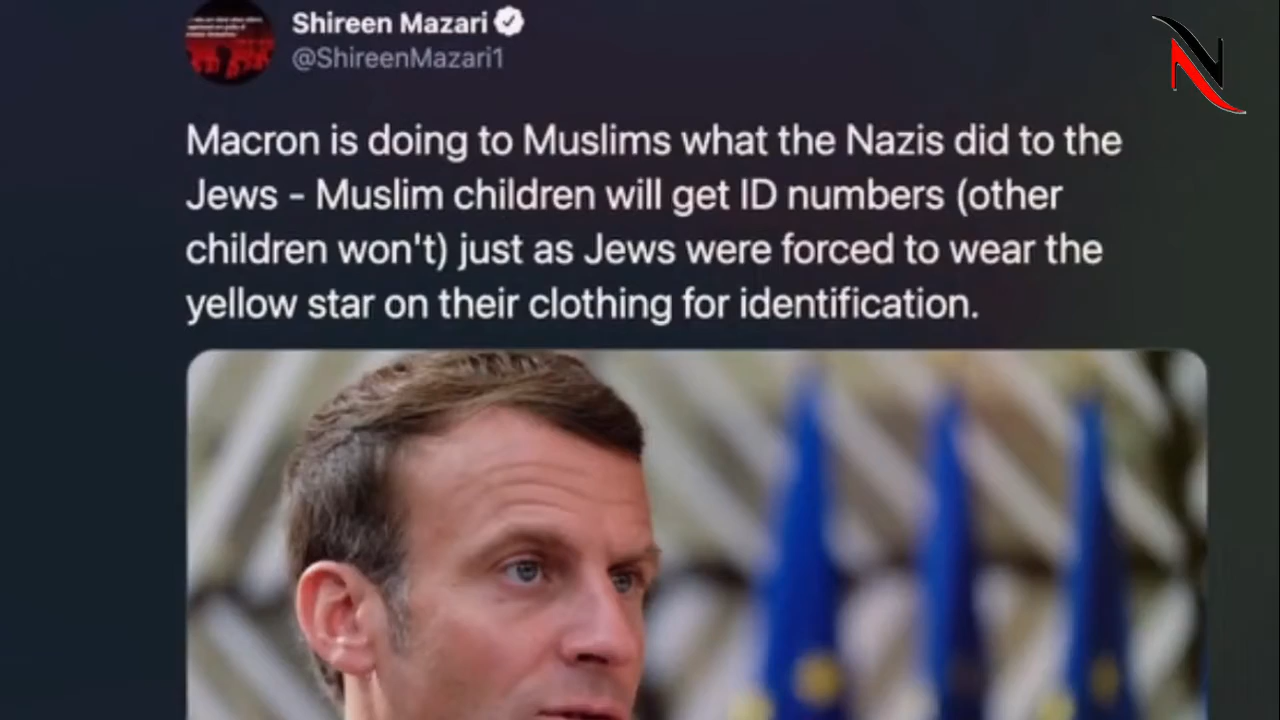 Shireen Mazari
@ShireenMazari1
Macron is doing to Muslims what the Nazis did to the
Jews - Muslim children will get ID numbers (other
children won't) just as Jews were forced to wear the
yellow star on their clothing for identification.
N